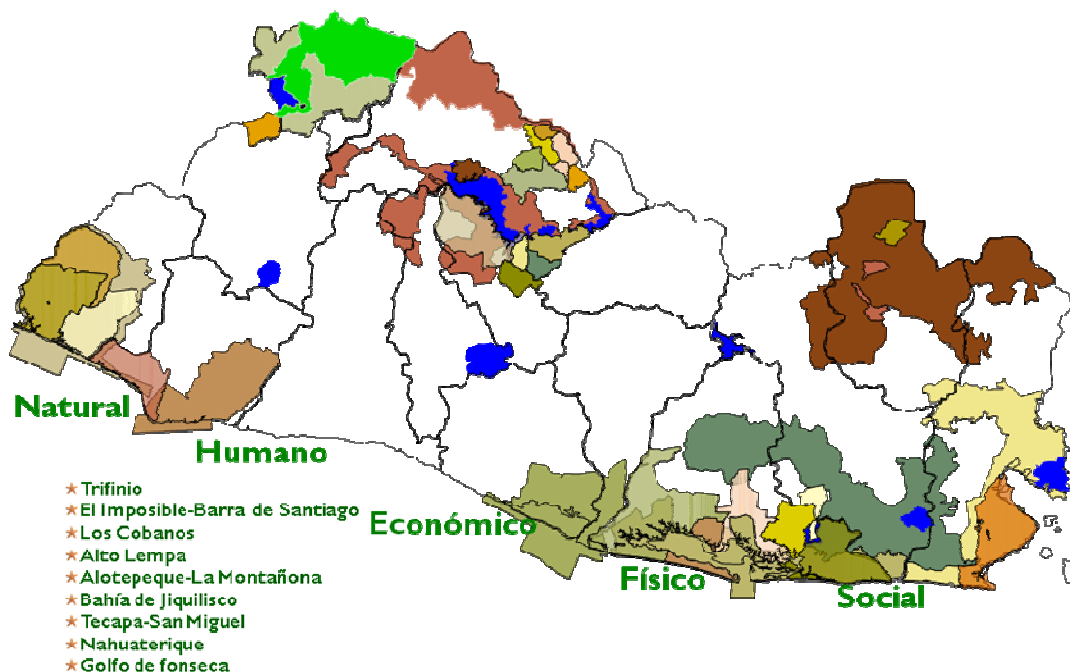 Natural
Humano
Económico
Físico
Social
Trifinio
El Imposible-Barra de Santiago
Los Cobanos
Alto Lempa
Alotepeque-La Montañona
Bahía de Jiquilisco
Tecapa-San Miguel
Nahuaterique
Golfo de fonseca